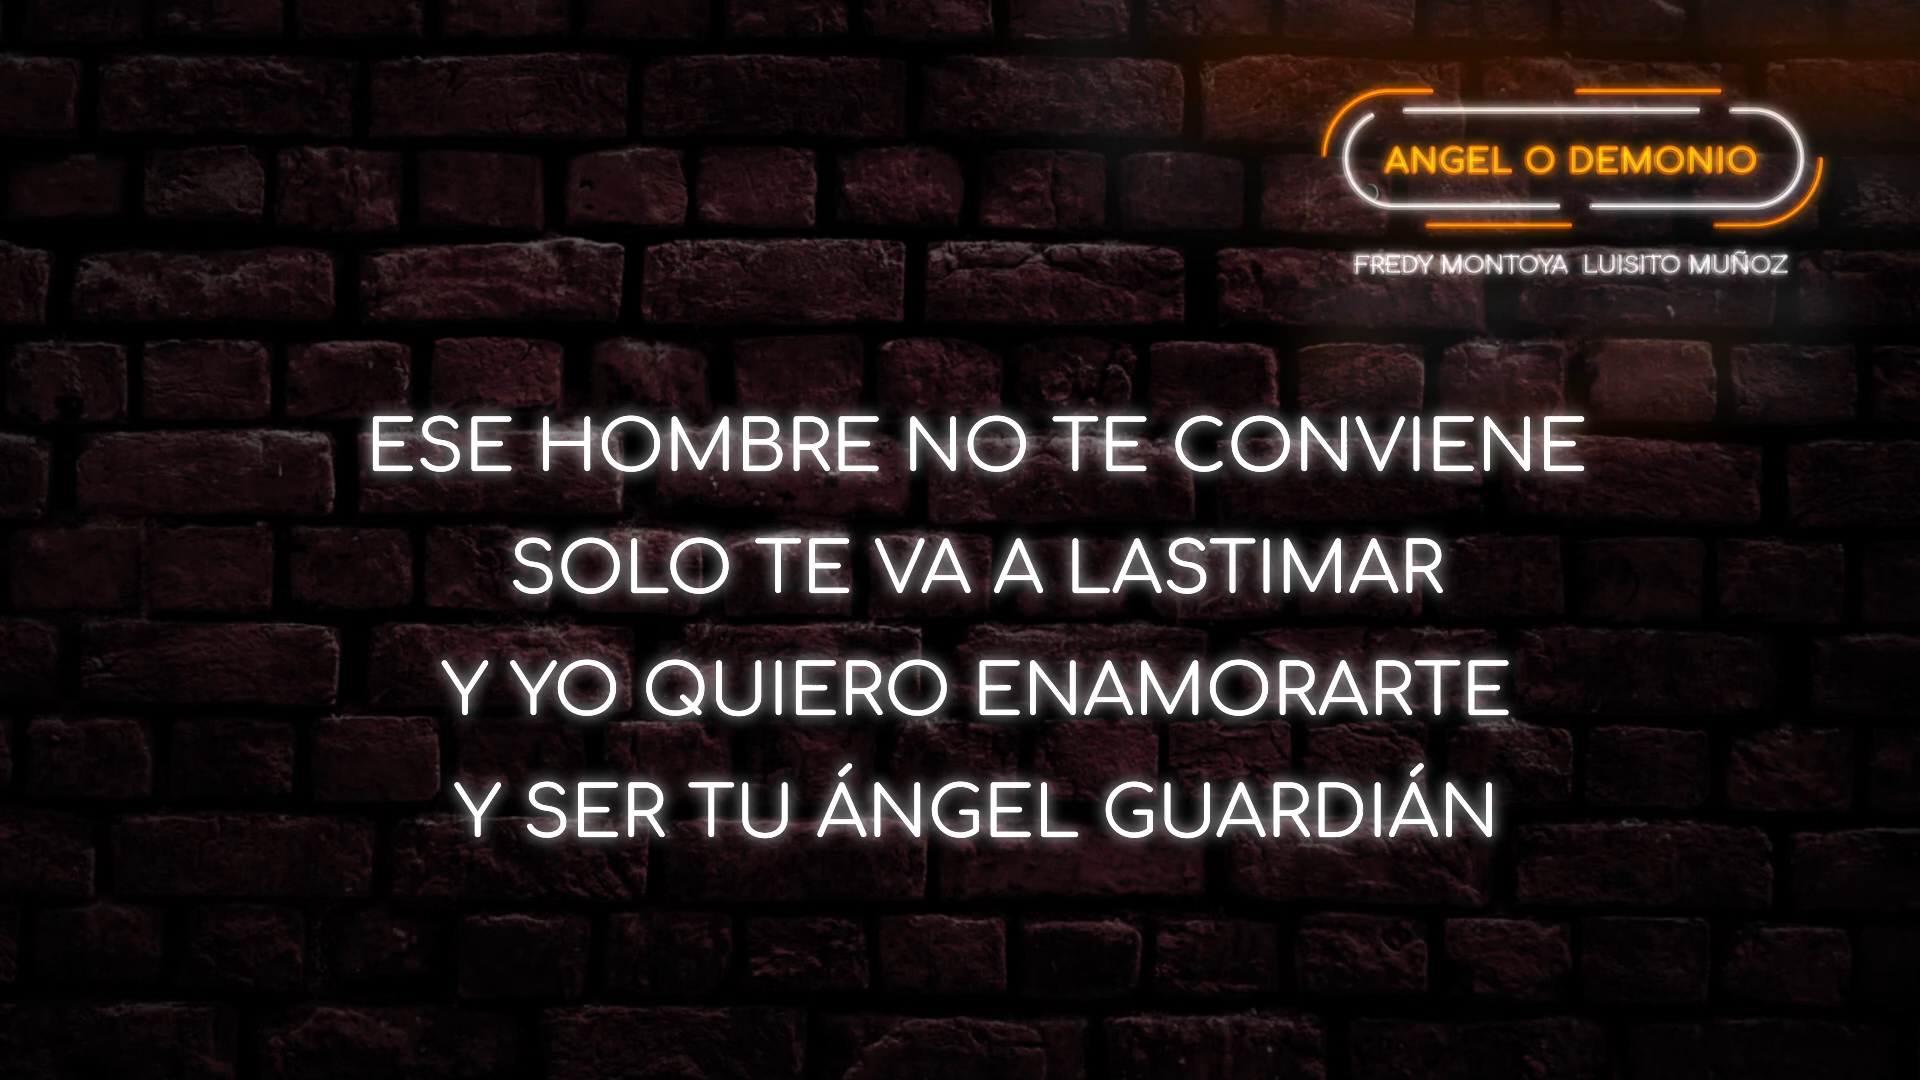 ANGEL O DEMONIO
FREDY MONTOYA LUISITO MUÑOZ
ESE HOMBRE NO TE CONVIENE
SOLO TE VA A LASTIMAR
Y YO QUIERO ENAMORARTE
Y SER TU ÁNGEL GUARDIÁN